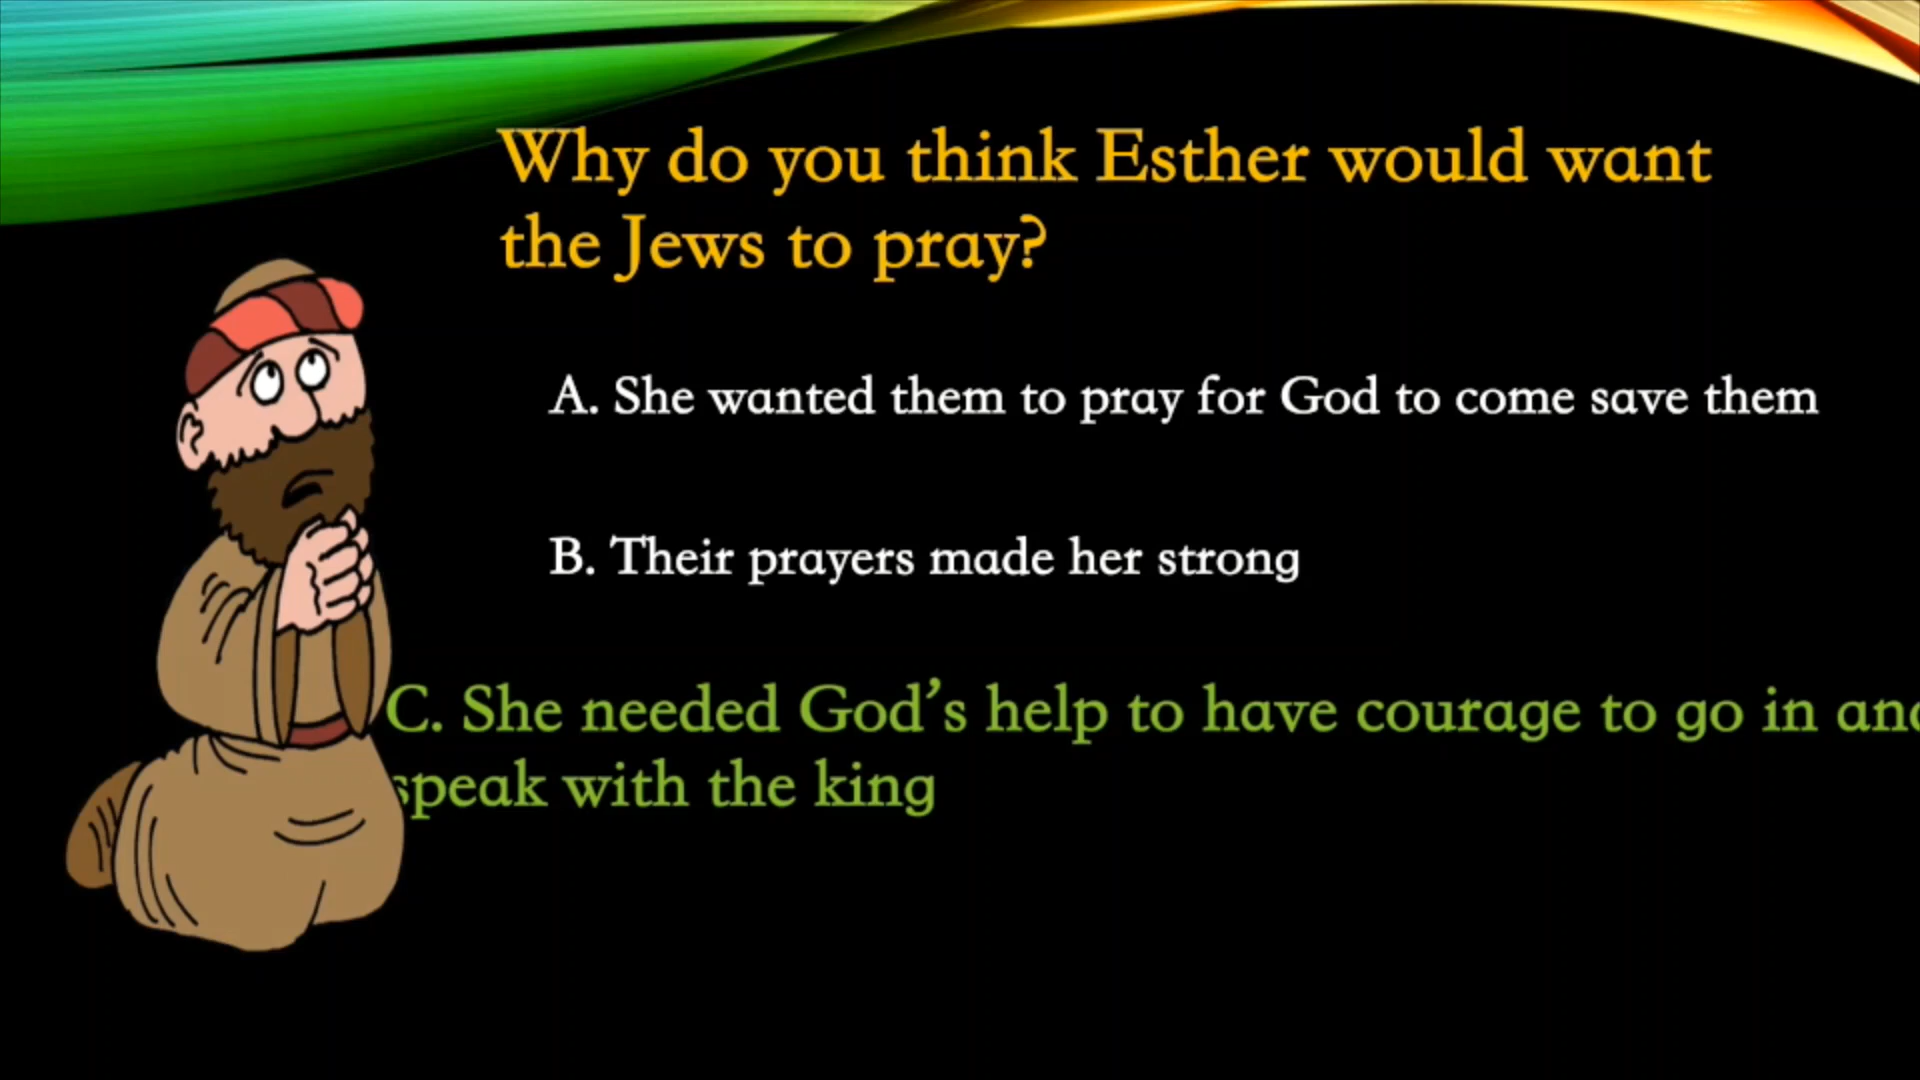 Why do you think Esther would want
the Jews to pray?
A. She wanted them to pray for God to come save them
B. Their prayers made her strong
C. She needed God's help to have courage to go in and
speak with the king